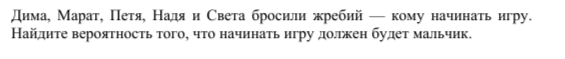 Дима, Марат, Петя, Надя и Света бросили жребий — кому начинать игру.
Найдите вероятность того, что начинать игру должен будет мальчик.